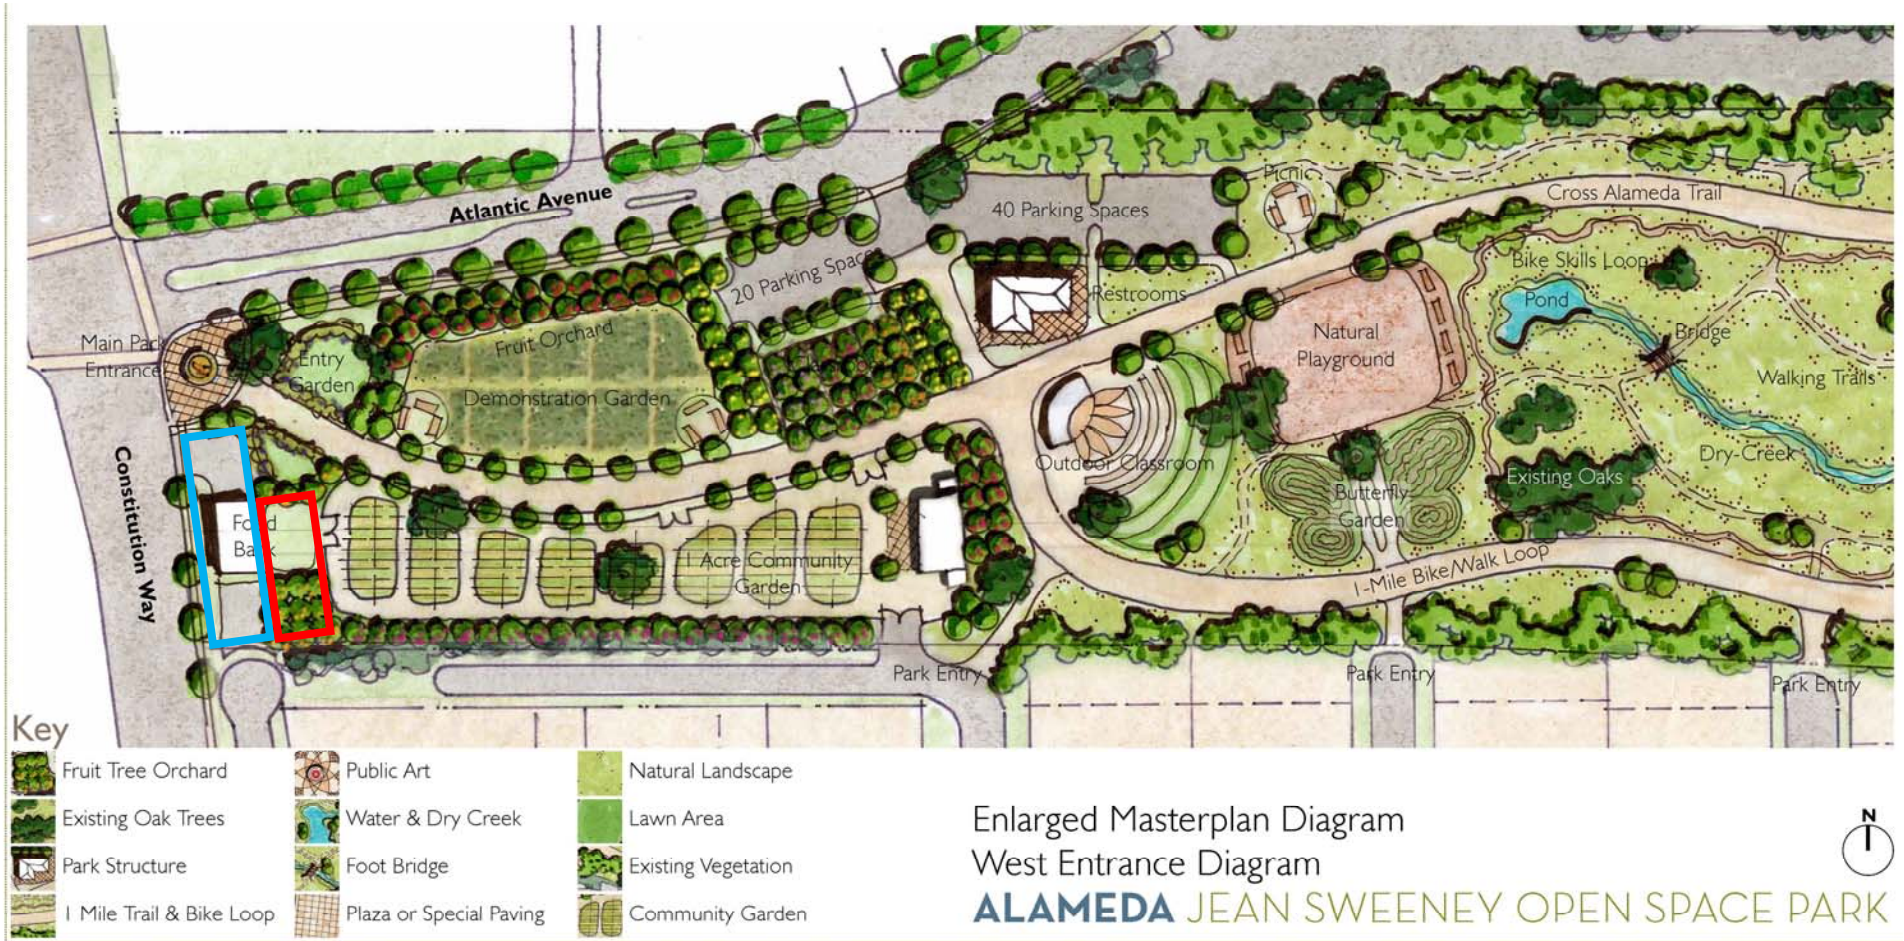 Atlantic Avenue
40 Parking Spaces
Picnic
Cross Alameda Trail
20 Parking Spaces
Bike Skills Loop
Restrooms
Pond
Bridge
Main Park
Entrance
Entry
Garden
Fruit Orchard
Natural
Playground
Walking Trails
Demonstration Garden
Constitution Way
Outdoor Classroom
Dry-Creek
Existing Oaks
Butterfly
Garden
Food
Bank
1 Acre Community
Garden
1-Mile Bike/Walk Loop
Park Entry
Park Entry
Park Entry
Key
Fruit Tree Orchard
Existing Oak Trees
Park Structure
1 Mile Trail & Bike Loop
Public Art
Water & Dry Creek
Foot Bridge
Plaza or Special Paving
Natural Landscape
Lawn Area
Existing Vegetation
Community Garden
Enlarged Masterplan Diagram
West Entrance Diagram
ALAMEDA JEAN SWEENEY OPEN SPACE PARK
N